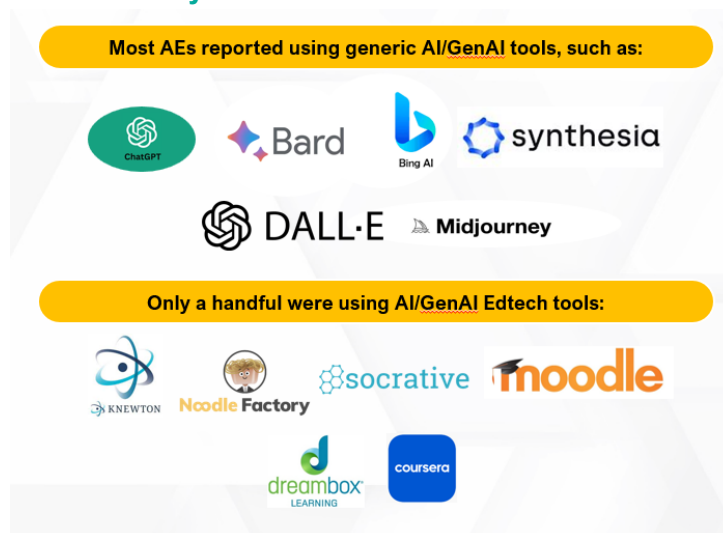 Most AEs reported using generic AI/GenAI tools, such as:
ChatGPT
Bard
Bing AI
synthesia
DALL·E
Midjourney
Only a handful were using AI/GenAI Edtech tools:
KNEWTON
Noodle Factory
socrative
moodle
dreambox
LEARNING
coursera